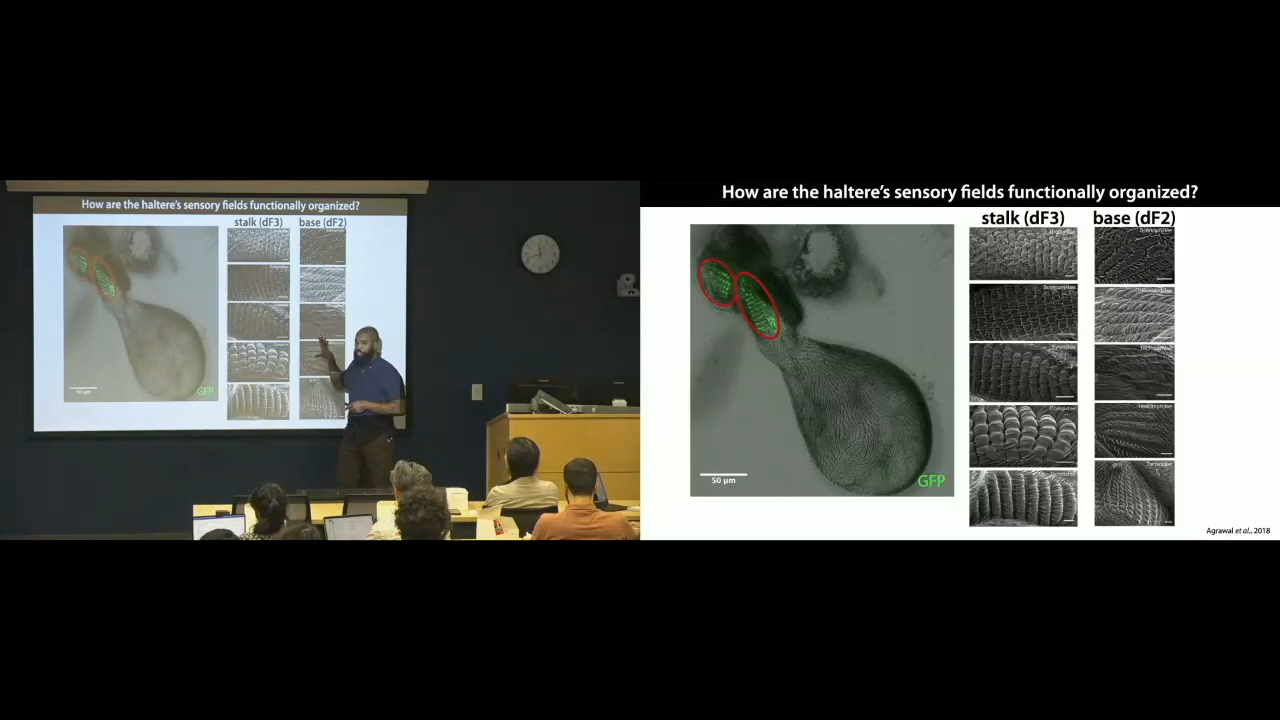 How are the haltere's sensory fields functionally organized?
stalk (dF3) base (dF2)
50 µm
GFP
How are the haltere's sensory fields functionally organized?
stalk (dF3) base (dF2)
50 µm
GFP
Agrawal et al., 2018